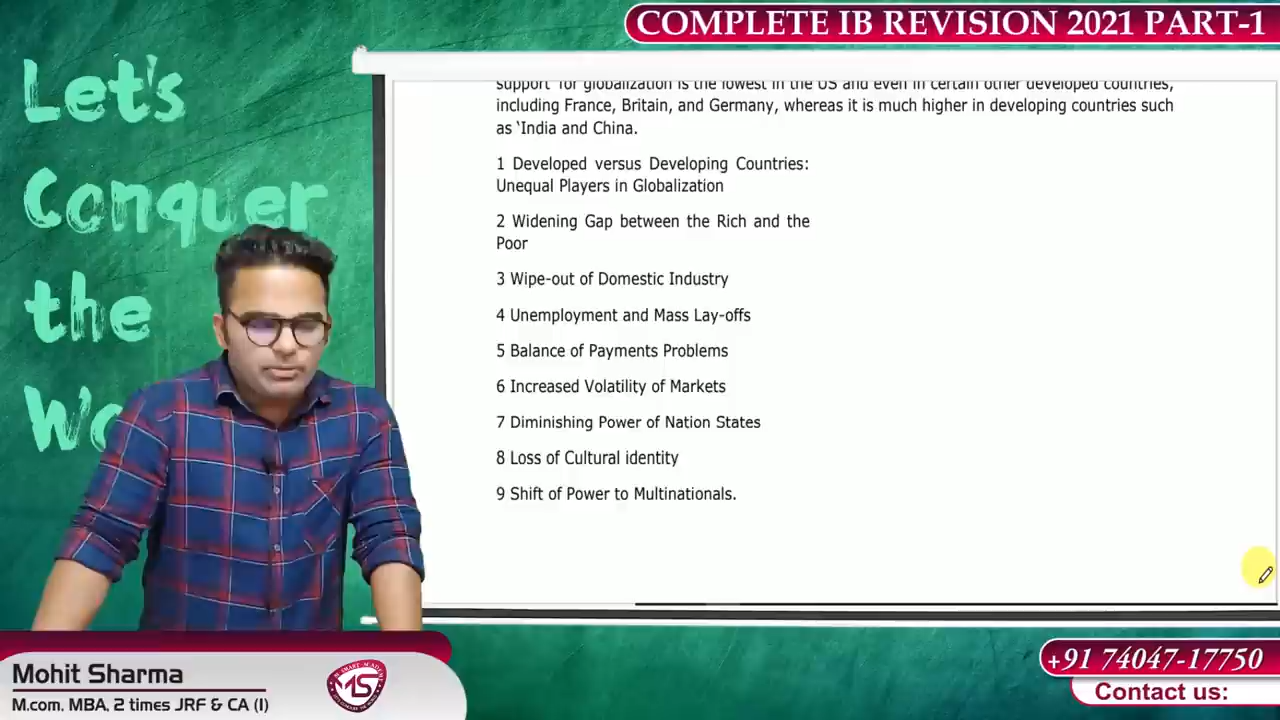 COMPLETE IB REVISION 2021 PART-1
Let's
Conquer
the
support for globalization is the lowest in the US and even in certain other developed countries,
including France, Britain, and Germany, whereas it is much higher in developing countries such
as ‘India and China.
1 Developed versus Developing Countries:
Unequal Players in Globalization
2 Widening Gap between the Rich and the
Poor
3 Wipe-out of Domestic Industry
4 Unemployment and Mass Lay-offs
5 Balance of Payments Problems
6 Increased Volatility of Markets
7 Diminishing Power of Nation States
8 Loss of Cultural identity
9 Shift of Power to Multinationals.
Mohit Sharma
M.com, MBA, 2 times JRF & CA (I)
MS
+91 74047-17750
Contact us: